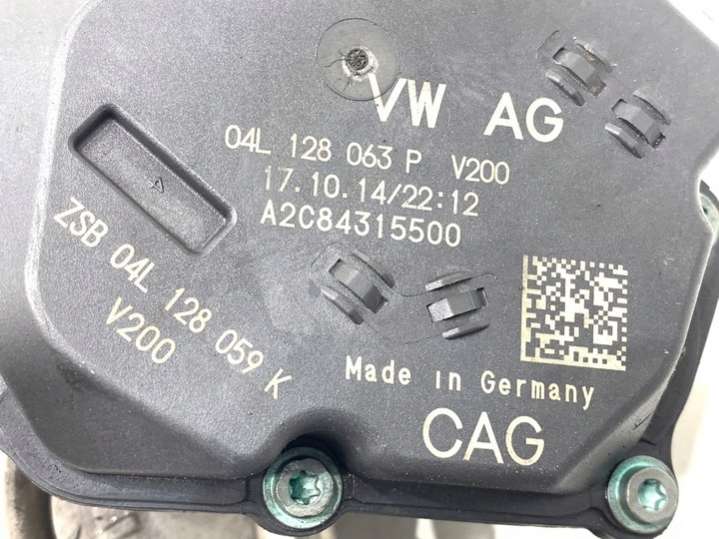 VW AG
04L 128 063 P V200
17.10.14/22:12
A2C84315500
ZSB 04L 128 059 K
V200
Made in Germany
CAG